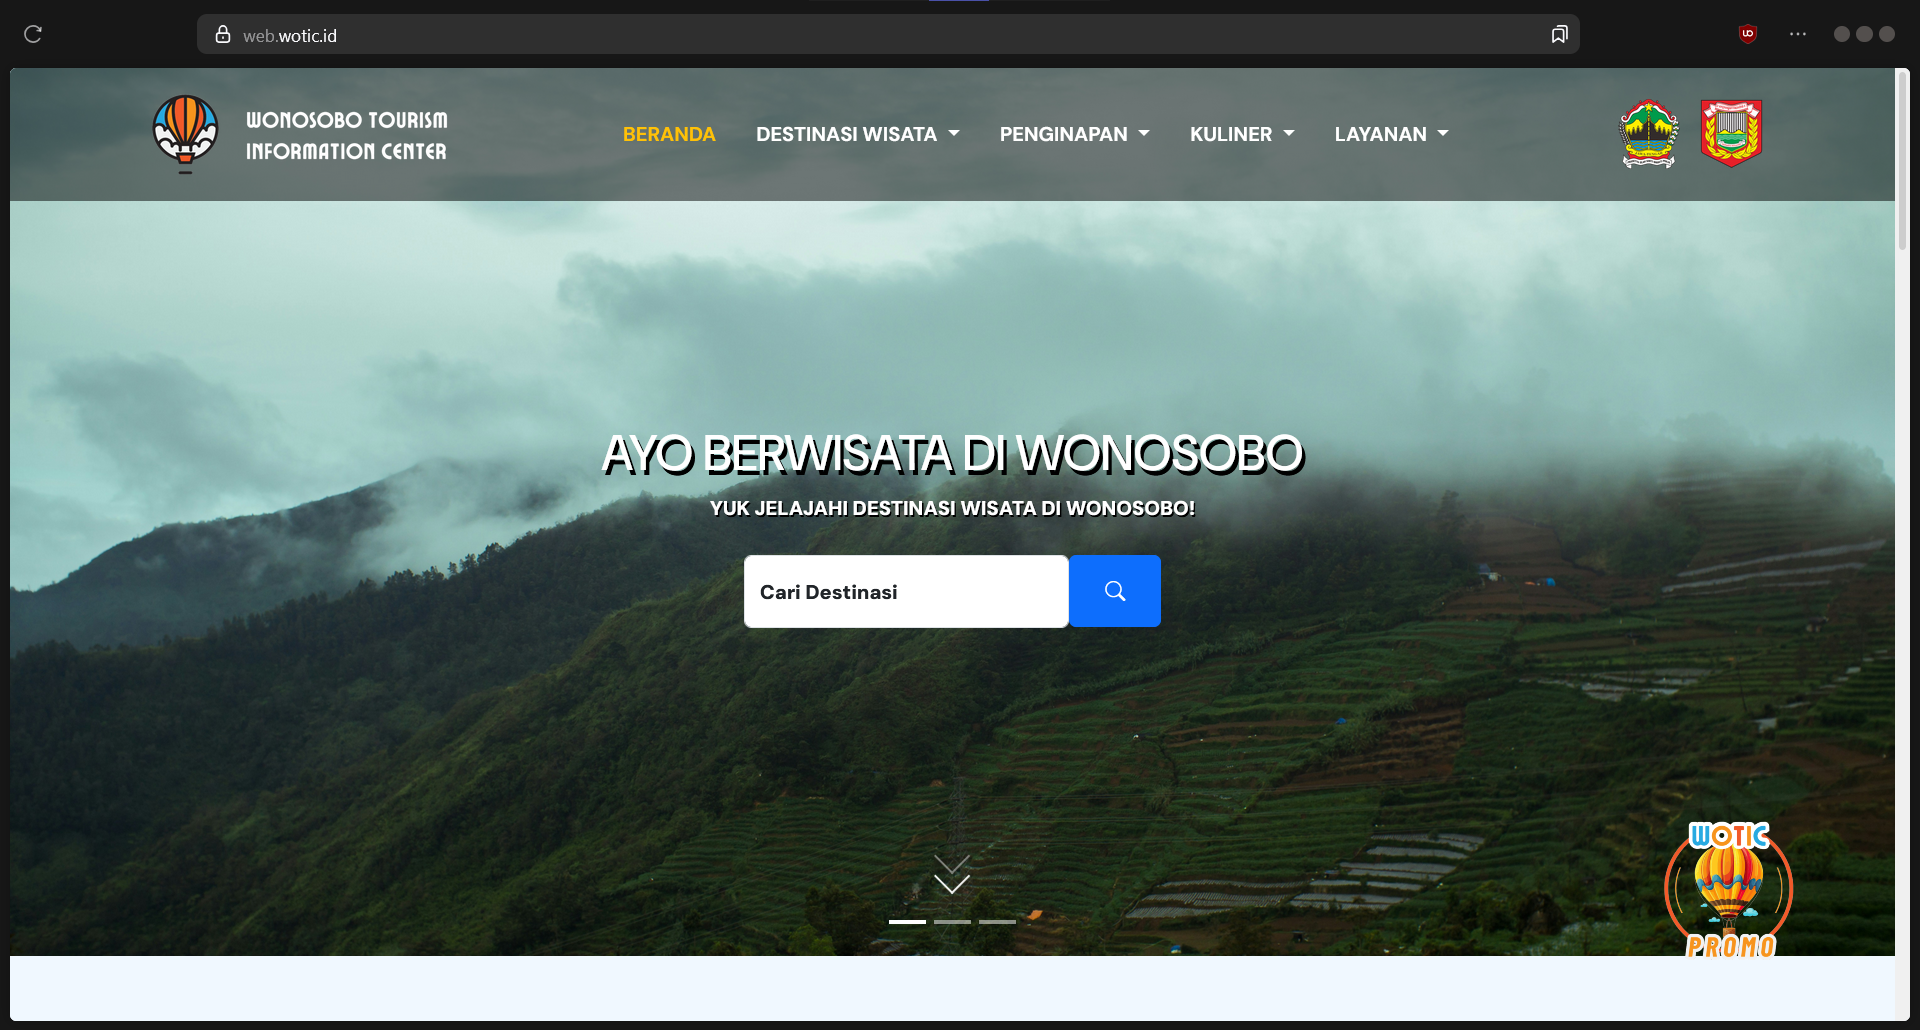 web.wotic.id
WONOSOBO TOURISM
INFORMATION CENTER
BERANDA
DESTINASI WISATA
PENGINAPAN
KULINER
LAYANAN
AYO BERWISATA DI WONOSOBO
YUK JELAJAHI DESTINASI WISATA DI WONOSOBO!
Cari Destinasi
WOTIC
PROMO